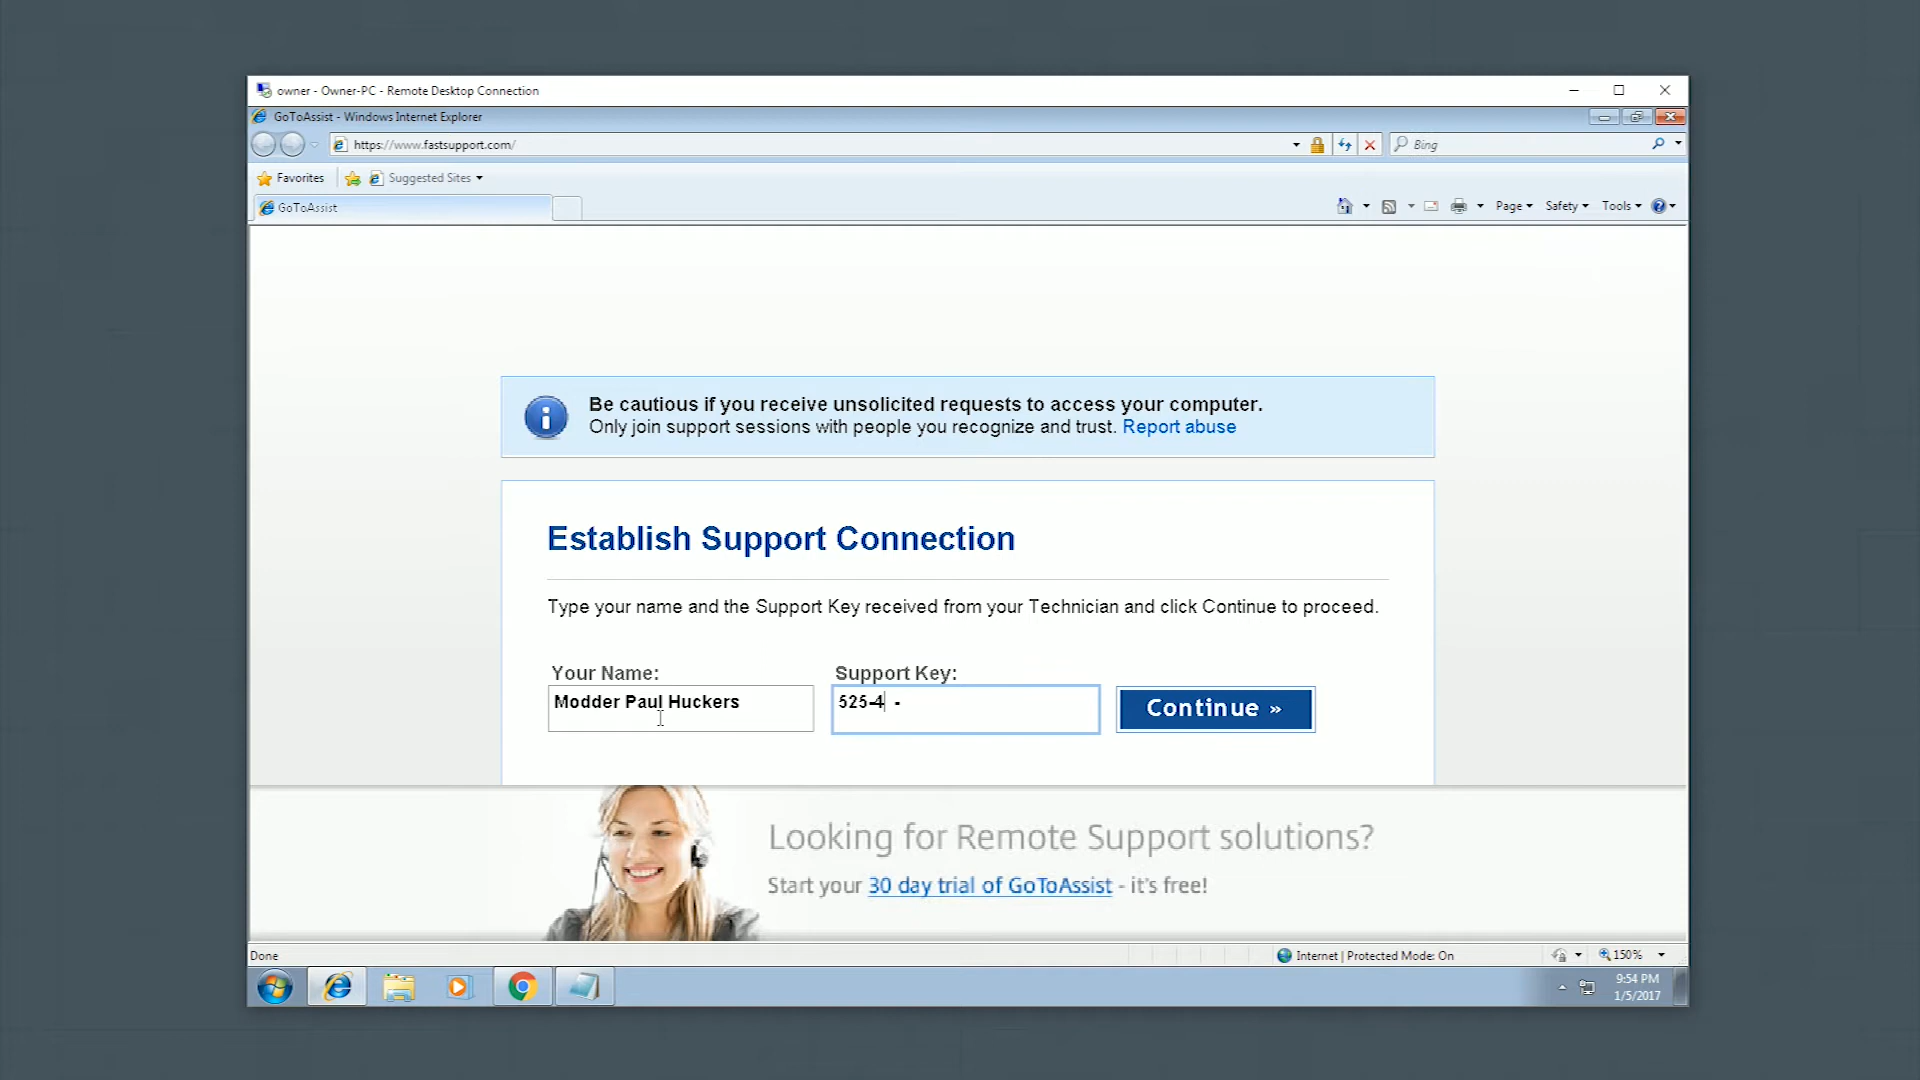 owner - Owner-PC - Remote Desktop Connection
GoToAssist - Windows Internet Explorer
https://www.fastsupport.com/
Bing
Favorites
Suggested Sites
GoToAssist
Page
Safety
Tools
Be cautious if you receive unsolicited requests to access your computer.
Only join support sessions with people you recognize and trust. Report abuse
Establish Support Connection
Type your name and the Support Key received from your Technician and click Continue to proceed.
Your Name:
Support Key:
Modder Paul Huckers
525-4 -
Continue »
Looking for Remote Support solutions?
Start your 30 day trial of GoToAssist - it's free!
Done
Internet | Protected Mode: On
150%
9:54 PM
1/5/2017